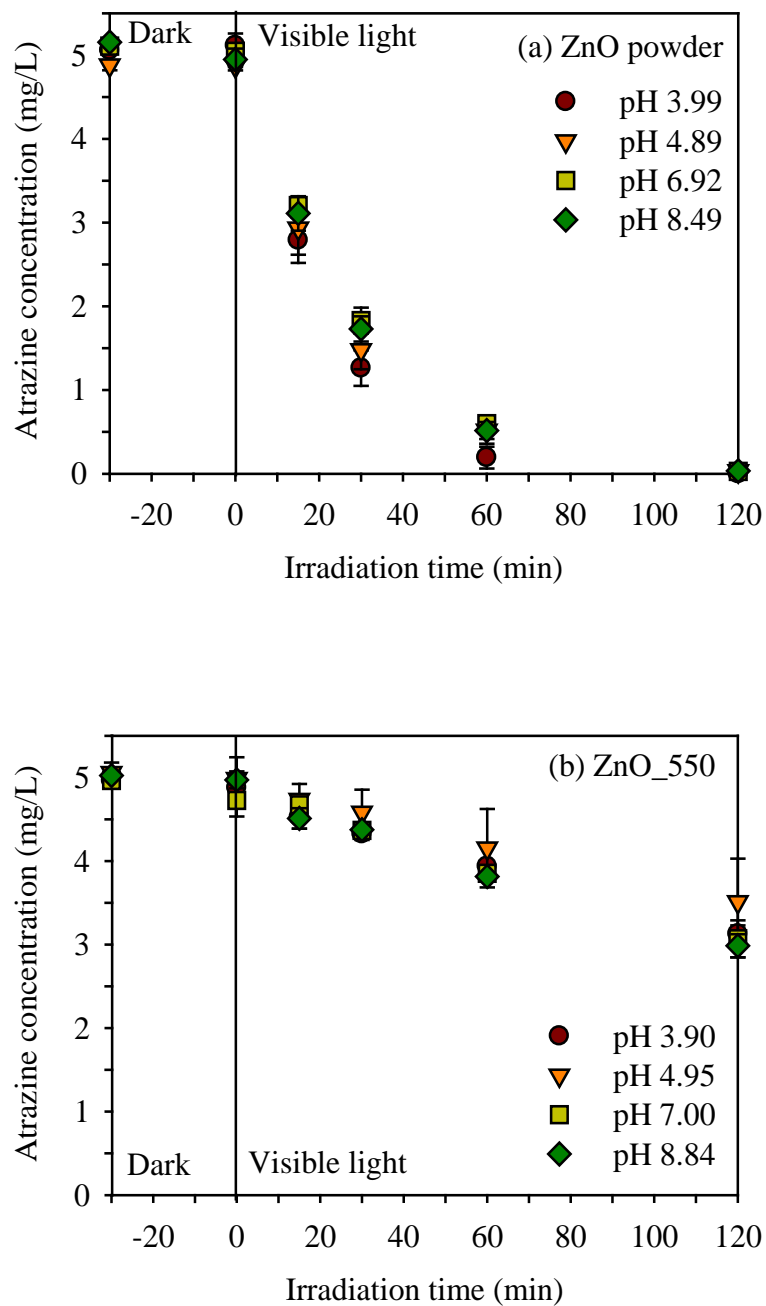 Dark
Visible light
(a) ZnO powder
pH 3.99
pH 4.89
pH 6.92
pH 8.49
Atrazine concentration (mg/L)
5
4
3
2
1
0
-20 0 20 40 60 80 100 120
Irradiation time (min)
(b) ZnO_550
Atrazine concentration (mg/L)
5
4
3
2
1
0
pH 3.90
pH 4.95
pH 7.00
pH 8.84
Dark
Visible light
-20 0 20 40 60 80 100 120
Irradiation time (min)